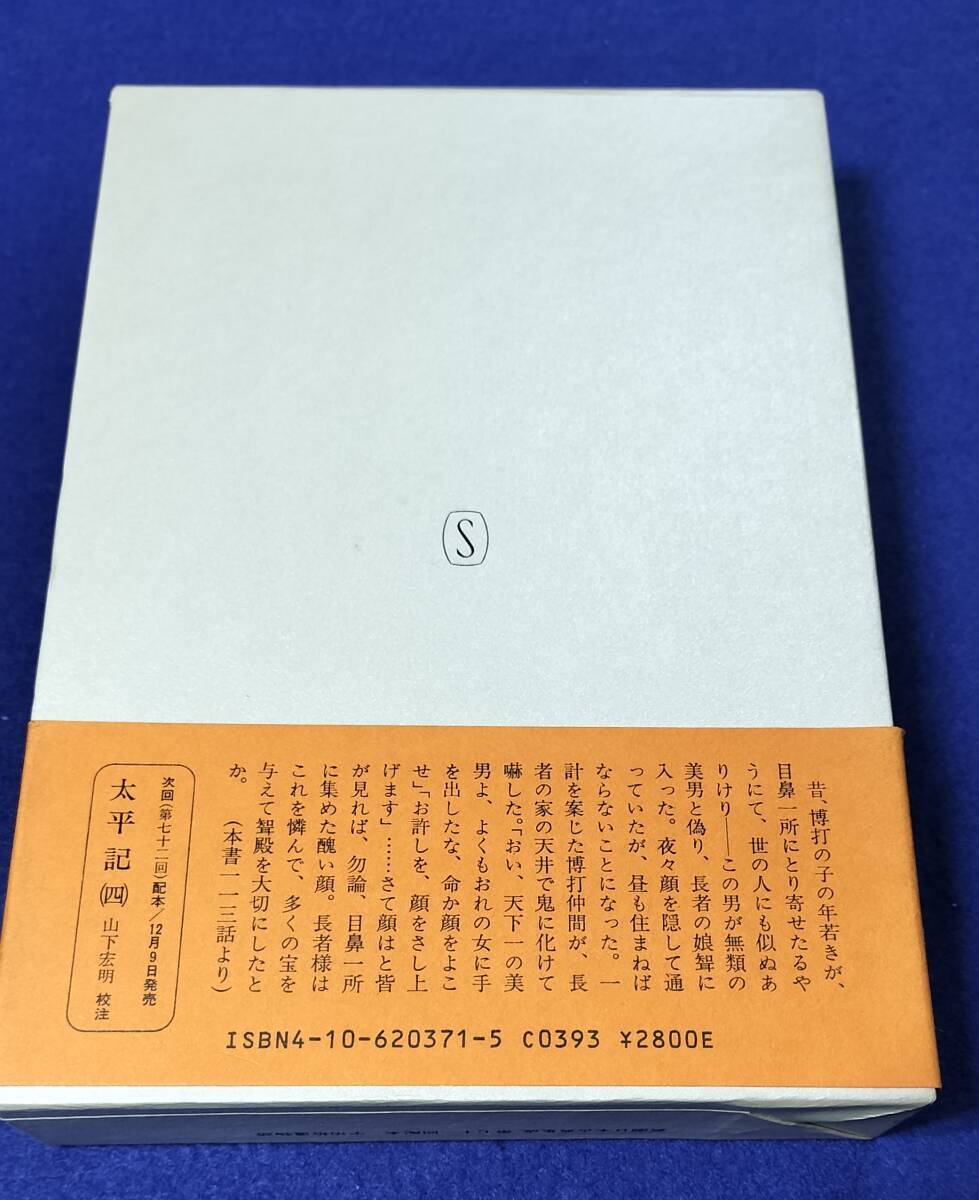 S
昔、博打の子の年若きが、
目鼻一所にとり寄せたるや
うにて、世の人にも似ぬあ
りけり――この男が無類の
美男と偽り、長者の娘聟に
入った。夜々顔を隠して通
っていたが、昼も住まねば
ならないことになった。一
計を案じた博打仲間が、長
者の家の天井で鬼に化けて
嚇した。「おい、天下一の美
男よ、よくもおれの女に手
を出したな、命か顔をよこ
せ」「お許しを、顔をさし上
げます」……さて顔はと皆
が見れば、勿論、目鼻一所
に集めた醜い顔。長者様は
これを憐んで、多くの宝を
与えて聟殿を大切にしたと
か。
（本書一一三話より）
次回（第七十二回）配本/12月9日発売
太平記㈣ 山下宏明 校注
ISBN4-10-620371-5 C0393 ¥2800E